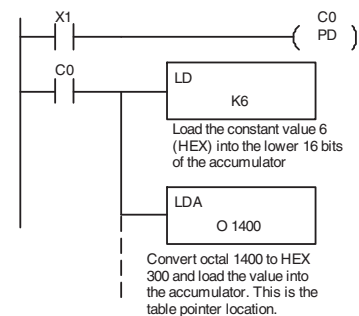 X1
C0
PD
C0
LD
K6
Load the constant value 6
(HEX) into the lower 16 bits
of the accumulator
LDA
O 1400
Convert octal 1400 to HEX
300 and load the value into
the accumulator. This is the
table pointer location.